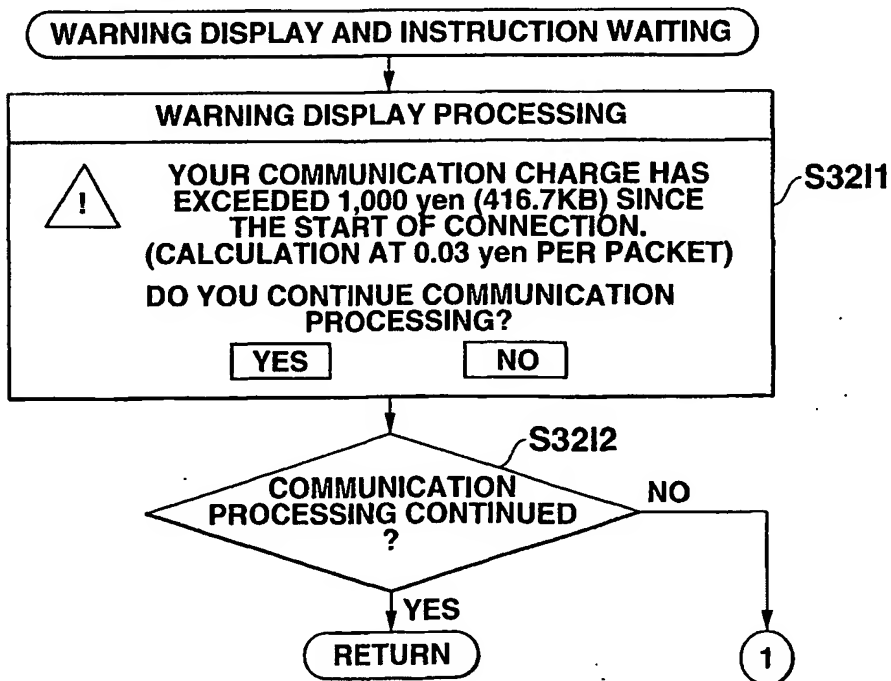 WARNING DISPLAY AND INSTRUCTION WAITING
WARNING DISPLAY PROCESSING
!
YOUR COMMUNICATION CHARGE HAS
EXCEEDED 1,000 yen (416.7KB) SINCE
THE START OF CONNECTION.
(CALCULATION AT 0.03 yen PER PACKET)
DO YOU CONTINUE COMMUNICATION
PROCESSING?
YES
NO
S32I1
S32I2
COMMUNICATION
PROCESSING CONTINUED
?
NO
YES
RETURN
1